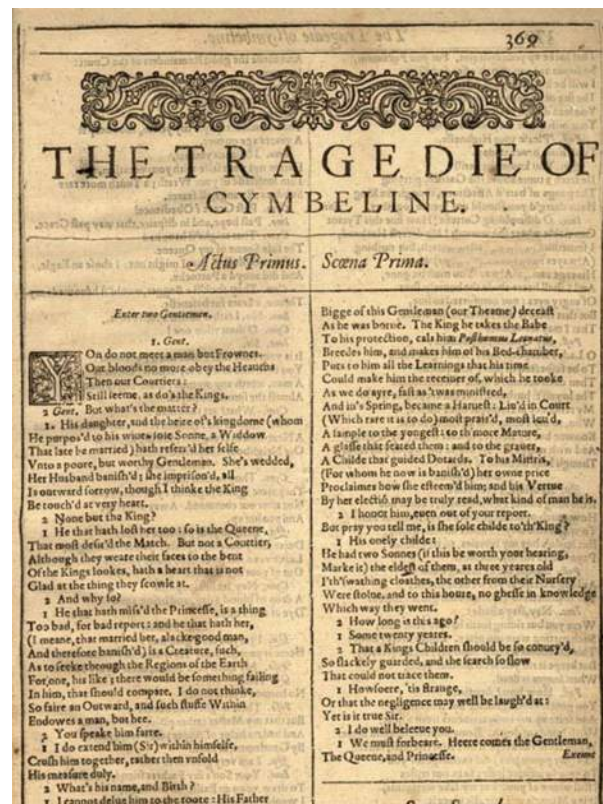 369
THE TRAGEDIE OF
CYMBELINE.
Actus Primus. Scœna Prima.
Enter two Gentlemen.
1. Gent.
You do not meet a man but Frownes.
Our bloods no more obey the Heauens
Then our Courtiers:
Still seeme, as do's the Kings.
2 Gent. But what's the matter?
1. His daughter, and the heire of's kingdome (whom
He purpos'd to his wiues sole Sonne, a Widdow
That late he married) hath referr'd her selfe
Vnto a poore, but worthy Gentleman. She's wedded,
Her Husband banish'd; she imprison'd, all
Is outward sorrow, though I thinke the King
Be touch'd at very heart.
2 None but the King?
1 He that hath lost her too: so is the Queene,
That most desir'd the Match. But not a Courtier,
Although they weare their faces to the bent
Of the Kings lookes, hath a heart that is not
Glad at the thing they scowle at.
2 And why so?
1 He that hath miss'd the Princesse, is a thing
Too bad, for bad report: and he that hath her,
(I meane, that married her, alacke good man,
And therefore banish'd) is a Creature, such,
As to seeke through the Regions of the Earth
For one, his like; there would be something failing
In him, that should compare. I do not thinke,
So faire an Outward, and such stuffe Within
Endowes a man, but hee.
2 You speake him farre.
1 I do extend him (Sir) within himselfe,
Crush him together, rather then vnfold
His measure duly.
2 What's his name, and Birth?
1 I cannot delue him to the roote: His Father
Bigge of this Gentleman (our Theame) deceast
As he was borne. The King he takes the Babe
To his protection, cals him Posthumus Leonatus,
Breedes him, and makes him of his Bed-chamber,
Puts to him all the Learnings that his time
Could make him the receiuer of, which he tooke
As we do ayre, fast as 'twas ministred,
And in's Spring, became a Haruest: Liu'd in Court
(Which rare it is to do) most prais'd, most lou'd,
A sample to the yongest: to th'more Mature,
A glasse that feated them: and to the grauer,
A Childe that guided Dotards. To his Mistris,
(For whom he now is banish'd) her owne price
Proclaimes how she esteem'd him; and his Vertue
By her electiō may be truly read, what kind of man he is.
2 I honor him, euen out of your report.
But pray you tell me, is she sole childe to'th'King?
1 His onely childe:
He had two Sonnes (if this be worth your hearing,
Marke it) the eldest of them, at three yeares old
I'th'swathing cloathes, the other from their Nursery
Were stolne, and to this houre, no ghesse in knowledge
Which way they went.
2 How long is this ago?
1 Some twenty yeares.
2 That a Kings Children should be so conuey'd,
So slackely guarded, and the search so slow
That could not trace them.
1 Howsoere, 'tis strange,
Or that the negligence may well be laugh'd at:
Yet is it true Sir.
2 I do well beleeue you.
1 We must forbeare. Heere comes the Gentleman,
The Queene, and Princesse. Exeunt